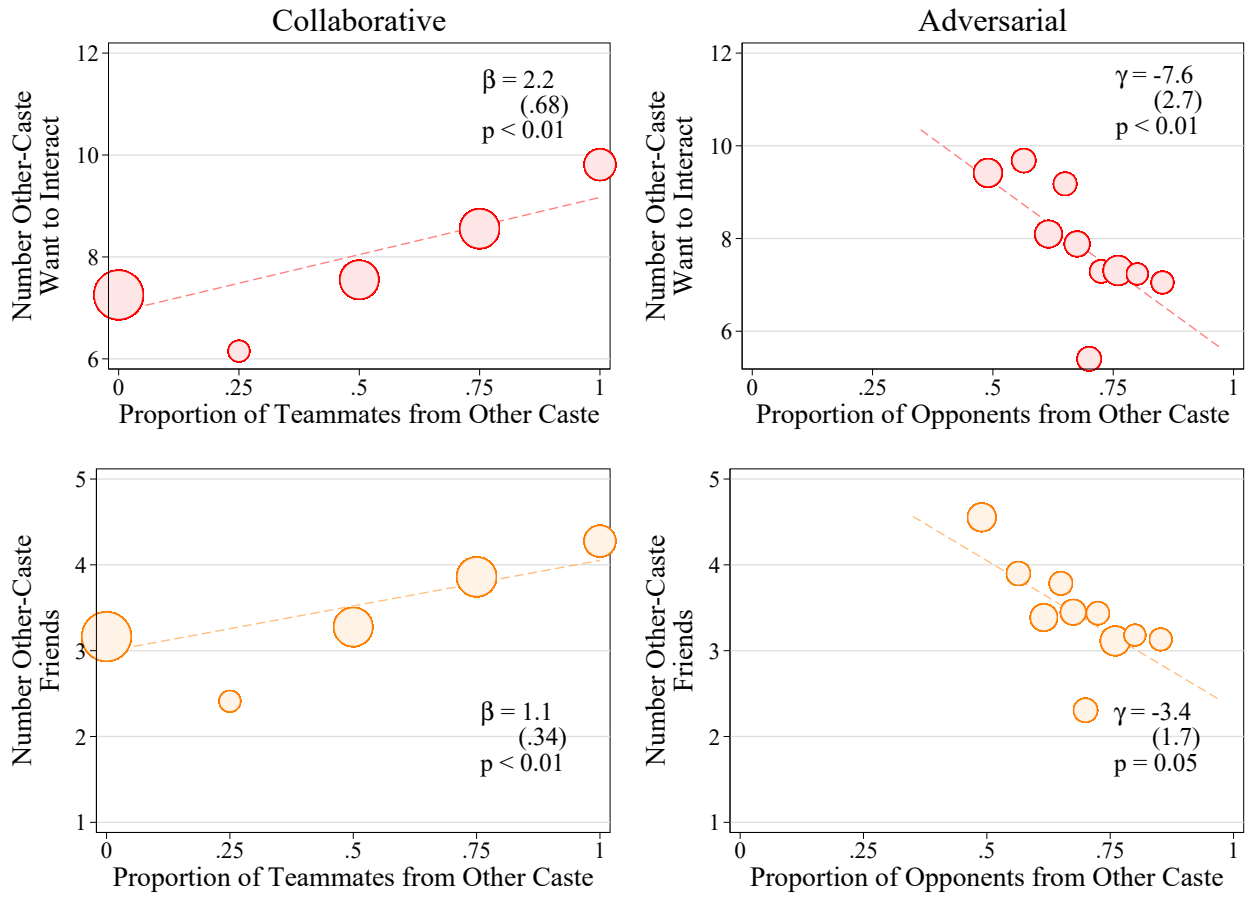 Collaborative
Number Other-Caste
Want to Interact
12
10
8
6
β = 2.2
(.68)
p < 0.01
0 .25 .5 .75 1
Proportion of Teammates from Other Caste
Adversarial
Number Other-Caste
Want to Interact
12
10
8
6
γ = -7.6
(2.7)
p < 0.01
0 .25 .5 .75 1
Proportion of Opponents from Other Caste
Number Other-Caste
Friends
5
4
3
2
1
β = 1.1
(.34)
p < 0.01
0 .25 .5 .75 1
Proportion of Teammates from Other Caste
Number Other-Caste
Friends
5
4
3
2
1
γ = -3.4
(1.7)
p = 0.05
0 .25 .5 .75 1
Proportion of Opponents from Other Caste